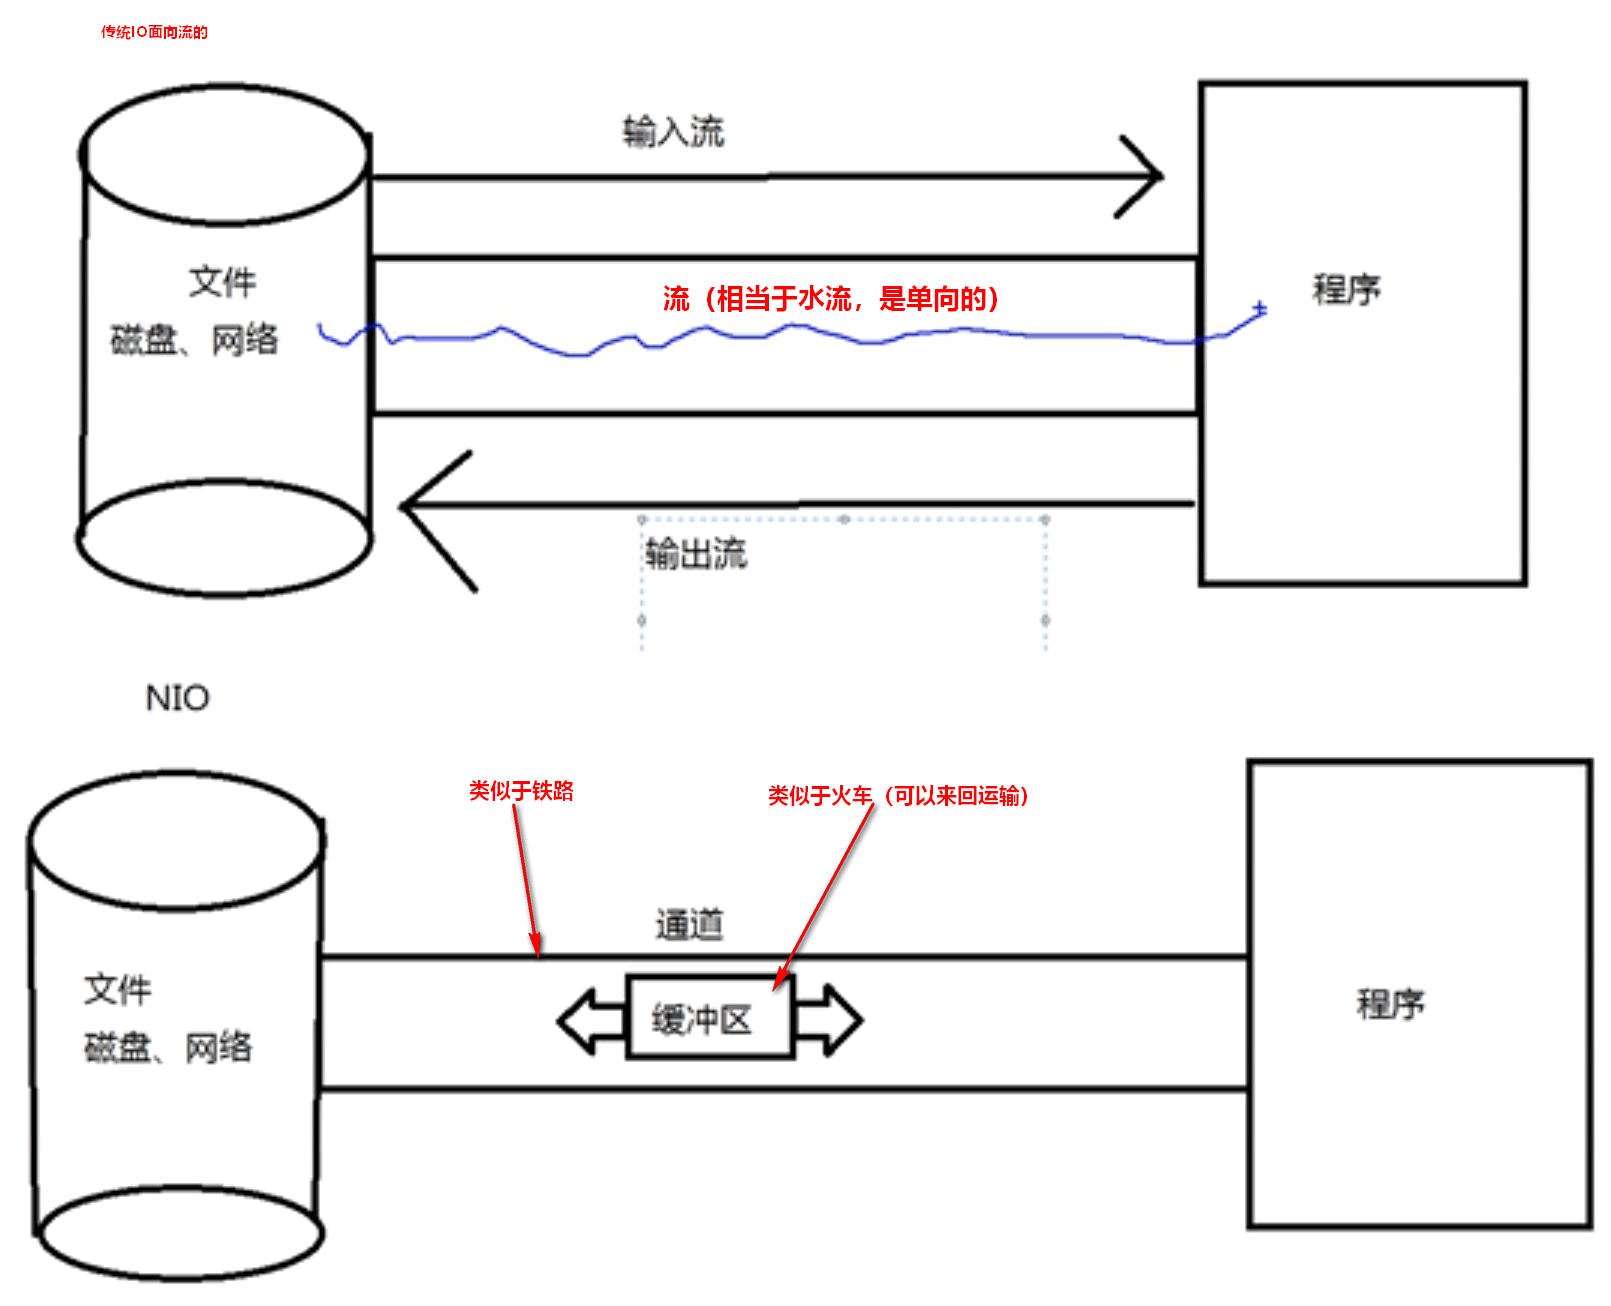 传统IO面向流的
输入流
文件
磁盘、网络
流（相当于水流，是单向的）
程序
输出流
NIO
类似于铁路
类似于火车（可以来回运输）
通道
文件
磁盘、网络
缓冲区
程序